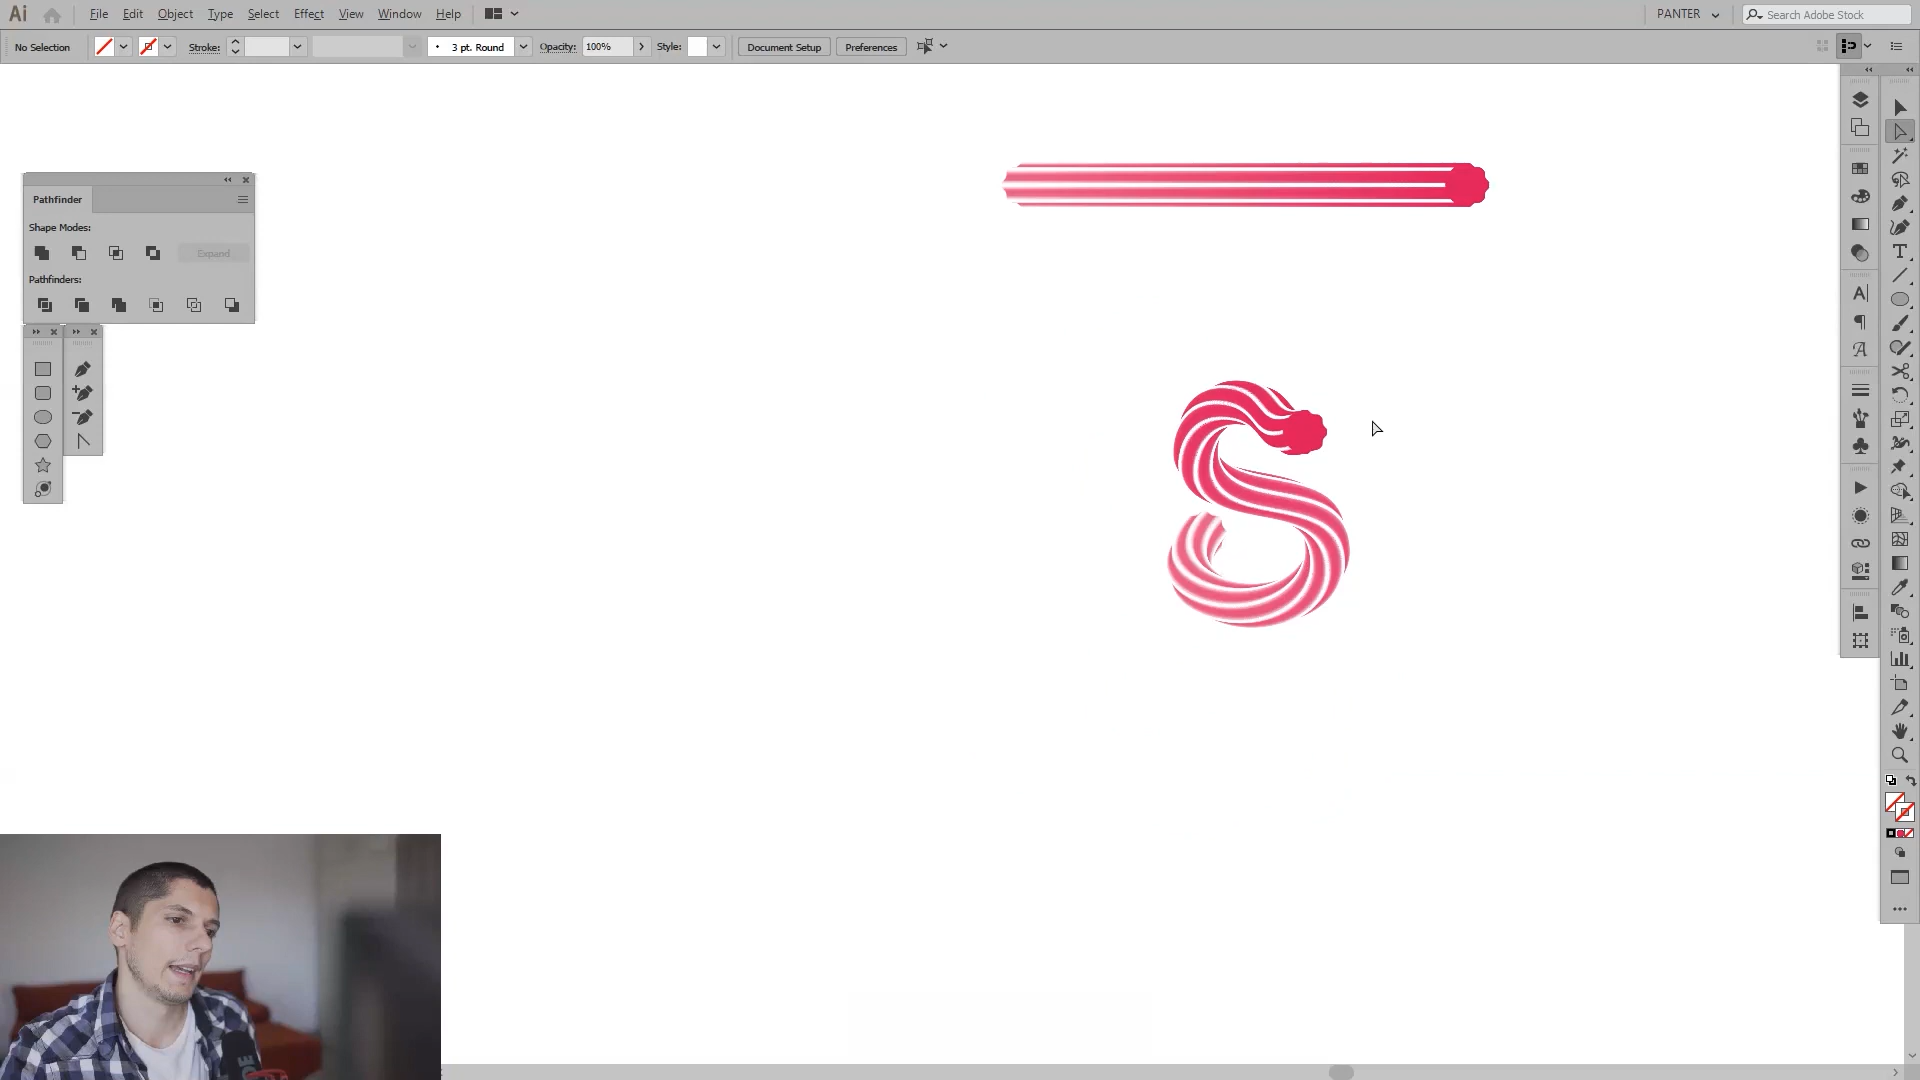 Ai File Edit Object Type Select Effect View Window Help PANTER Search Adobe Stock
No Selection Stroke: 3 pt. Round Opacity: 100% Style: Document Setup Preferences
Pathfinder
Shape Modes:
Expand
Pathfinders: